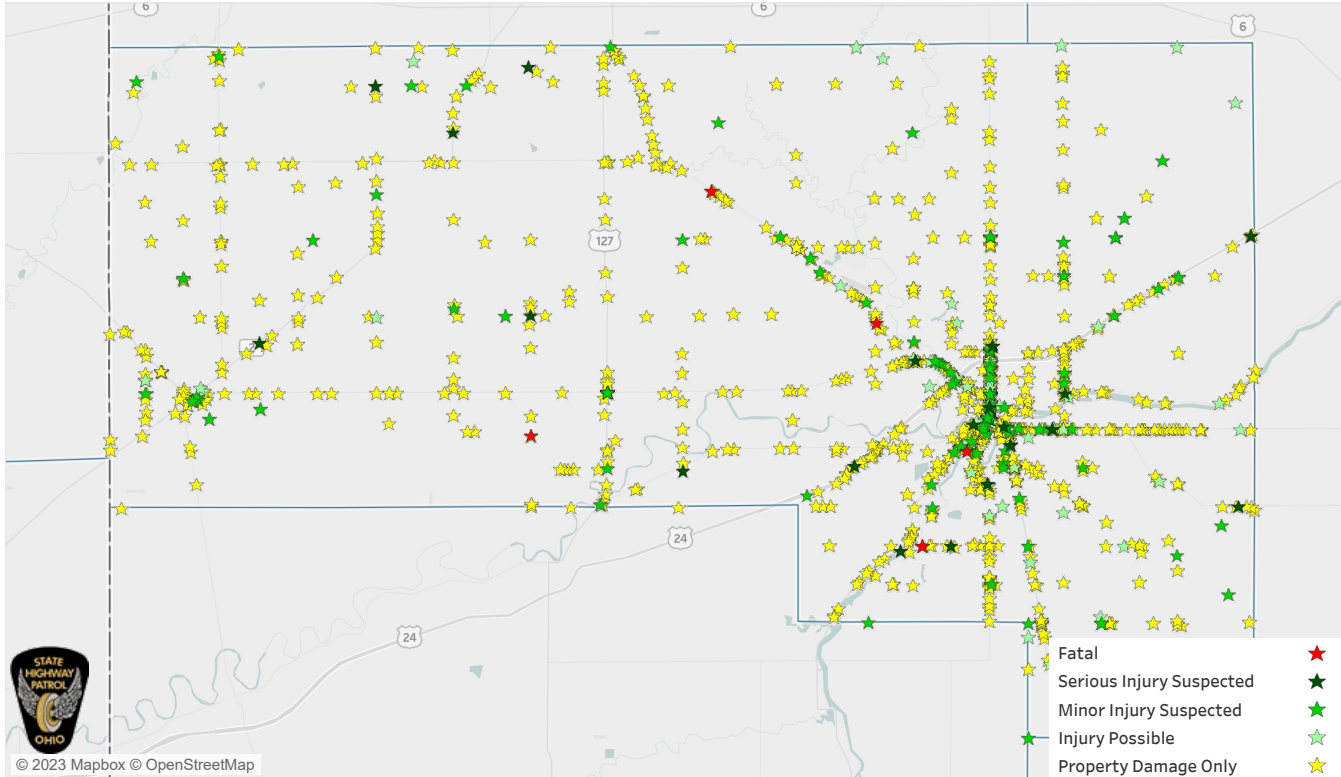 6
6
6
127
24
24
STATE
HIGHWAY
PATROL
OHIO
Fatal
Serious Injury Suspected
Minor Injury Suspected
Injury Possible
Property Damage Only
© 2023 Mapbox © OpenStreetMap